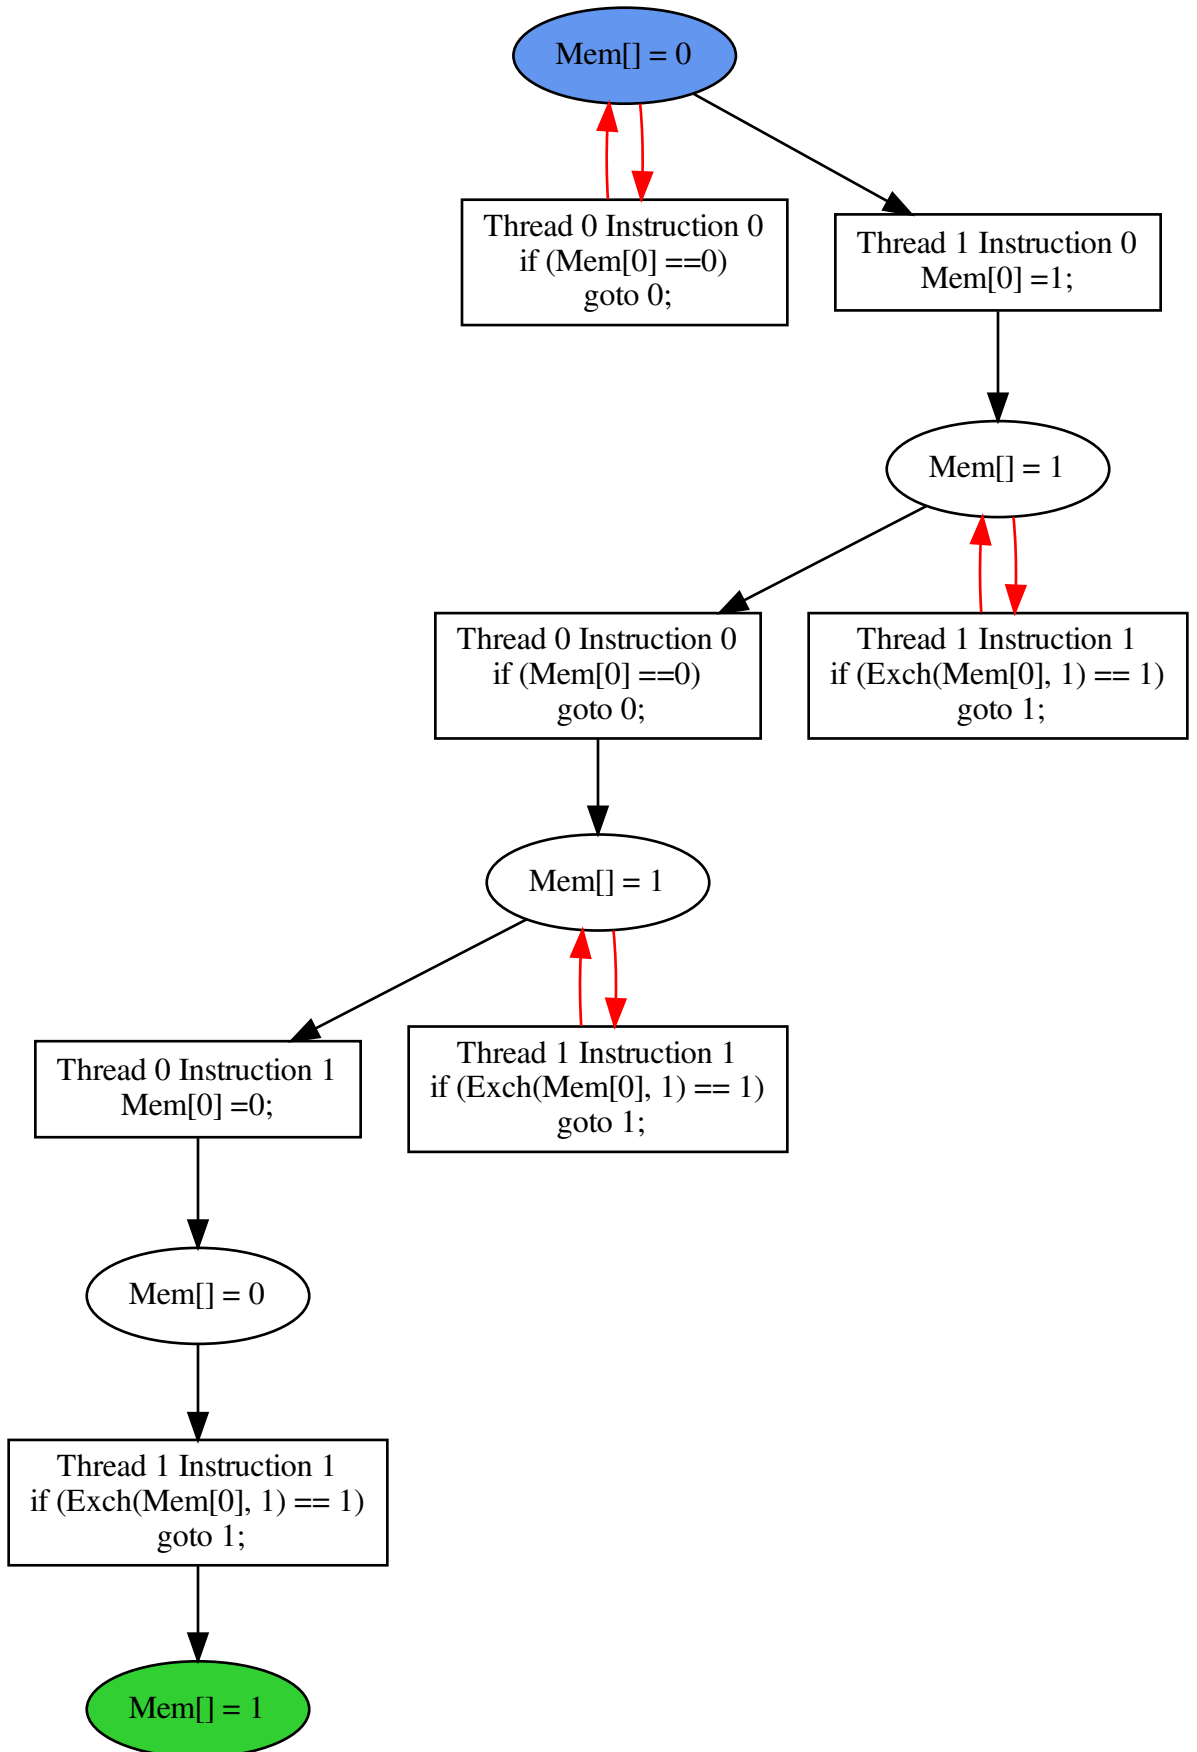 Mem[] = 0
Thread 0 Instruction 0
if (Mem[0] ==0)
goto 0;
Thread 1 Instruction 0
Mem[0] =1;
Mem[] = 1
Thread 0 Instruction 0
if (Mem[0] ==0)
goto 0;
Thread 1 Instruction 1
if (Exch(Mem[0], 1) == 1)
goto 1;
Mem[] = 1
Thread 0 Instruction 1
Mem[0] =0;
Thread 1 Instruction 1
if (Exch(Mem[0], 1) == 1)
goto 1;
Mem[] = 0
Thread 1 Instruction 1
if (Exch(Mem[0], 1) == 1)
goto 1;
Mem[] = 1